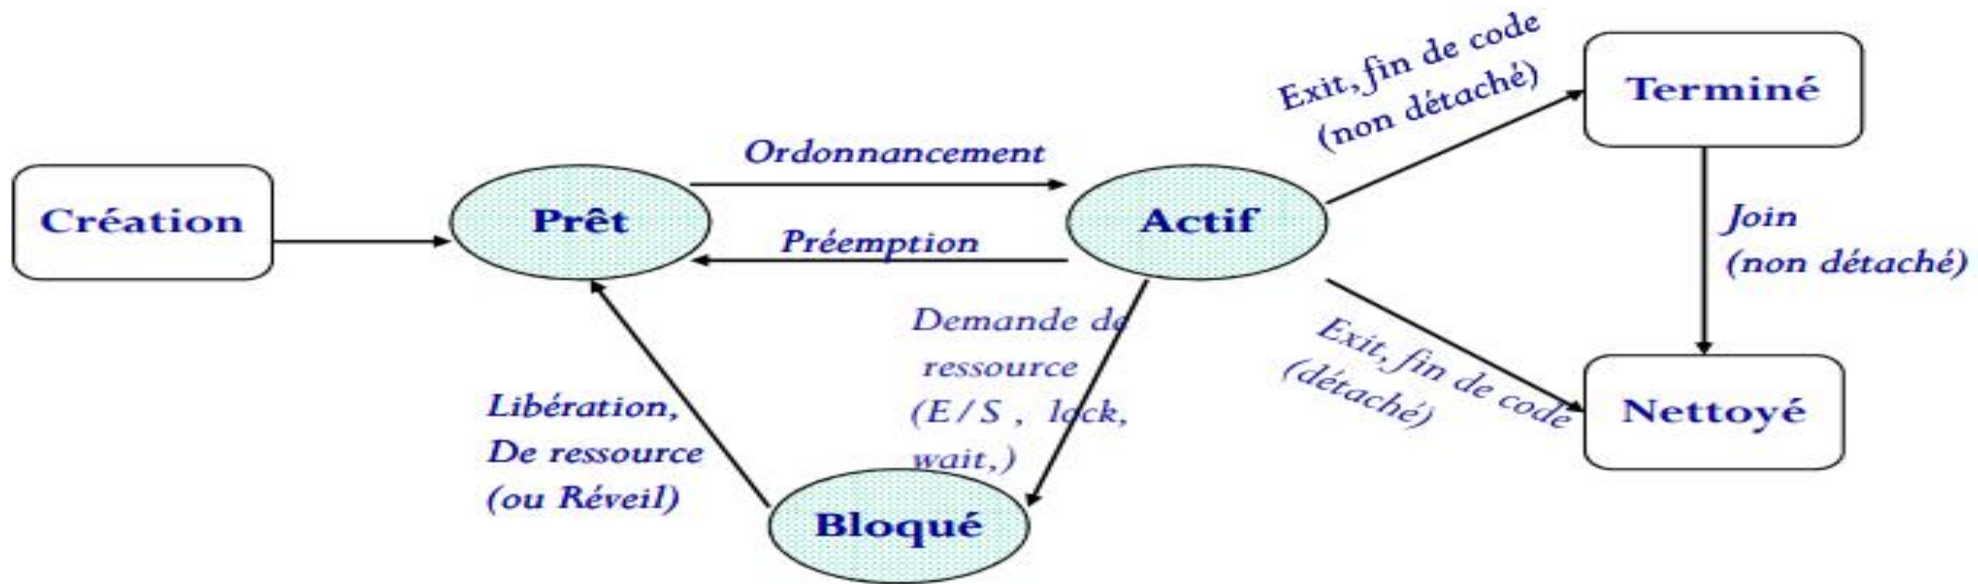 Création
Prêt
Ordonnancement
Préemption
Actif
Exit, fin de code
(non détaché)
Terminé
Join
(non détaché)
Exit, fin de code
(détaché)
Nettoyé
Demande de
ressource
(E/S , lock,
wait,)
Libération,
De ressource
(ou Réveil)
Bloqué